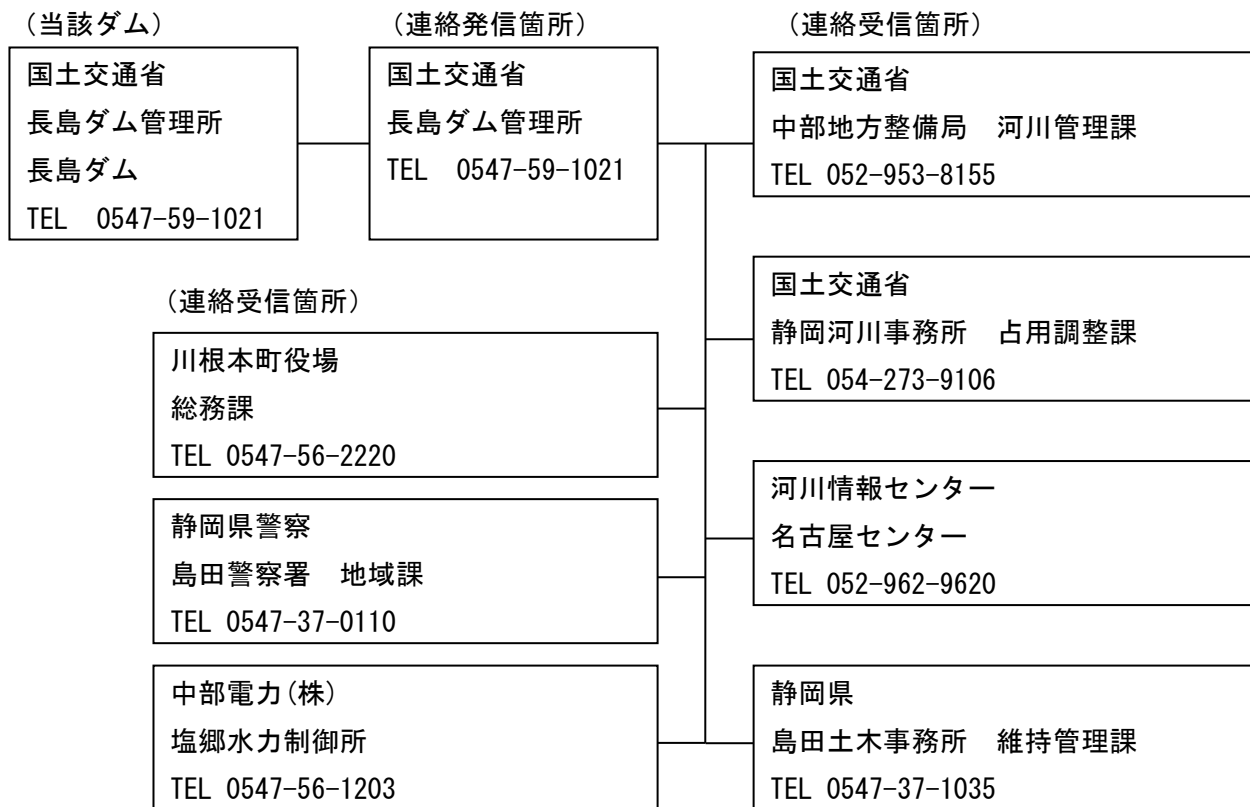 (当該ダム)
国土交通省
長島ダム管理所
長島ダム
TEL　0547-59-1021
(連絡発信箇所)
国土交通省
長島ダム管理所
TEL　0547-59-1021
(連絡受信箇所)
国土交通省
中部地方整備局　河川管理課
TEL 052-953-8155
国土交通省
静岡河川事務所　占用調整課
TEL 054-273-9106
河川情報センター
名古屋センター
TEL 052-962-9620
静岡県
島田土木事務所　維持管理課
TEL 0547-37-1035
(連絡受信箇所)
川根本町役場
総務課
TEL 0547-56-2220
静岡県警察
島田警察署　地域課
TEL 0547-37-0110
中部電力(株)
塩郷水力制御所
TEL 0547-56-1203